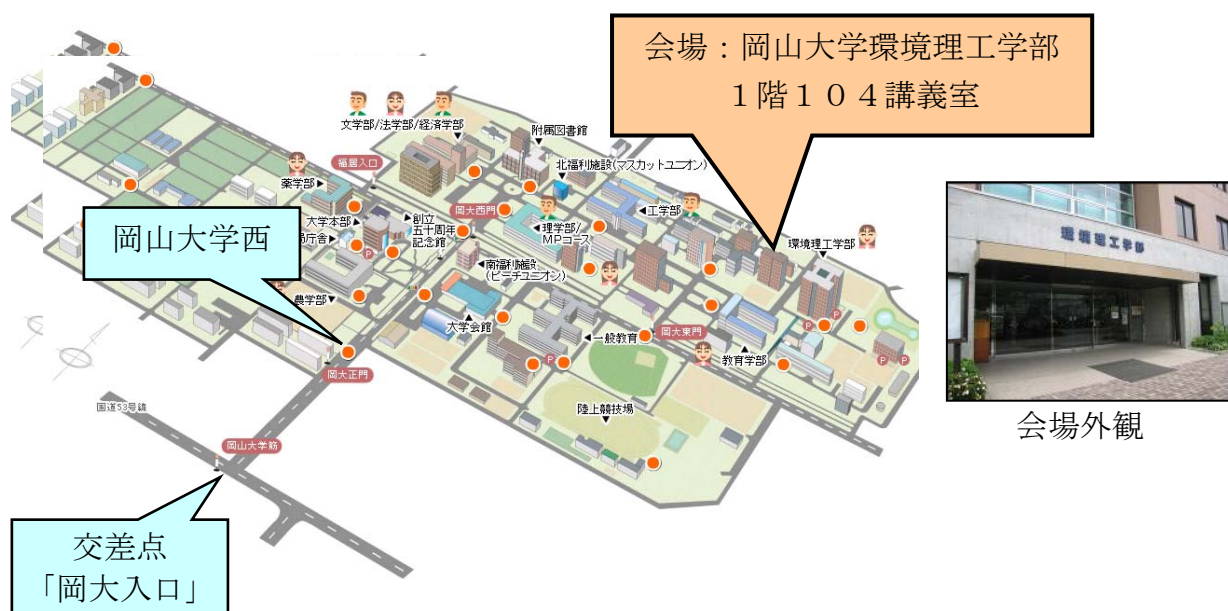 会場：岡山大学環境理工学部
１階１０４講義室
文学部/法学部/経済学部
附属図書館
福居入口
北福利施設(マスカットユニオン)
薬学部
岡大西門
工学部
大学本部
創立
五十周年
記念館
理学部/
MPコース
環境理工学部
環境理工学部
岡山大学西
局庁舎
P
南福利施設
(ピーチユニオン)
農学部
大学会館
一般教育
岡大東門
教育学部
P
P
P
P
P
P
岡大正門
国道53号線
陸上競技場
会場外観
岡山大学筋
交差点
「岡大入口」